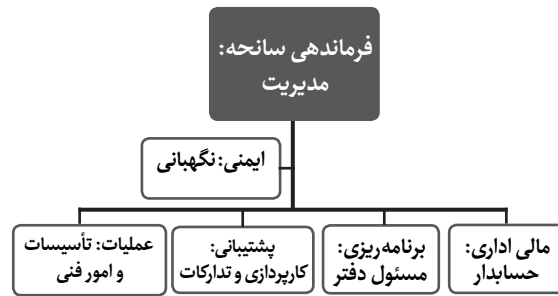 فرماندهی سانحه:
مدیریت
ایمنی: نگهبانی
مالی اداری:
حسابدار
برنامه‌ریزی:
مسئول دفتر
پشتیبانی:
کارپردازی و تدارکات
عملیات: تأسیسات
و امور فنی